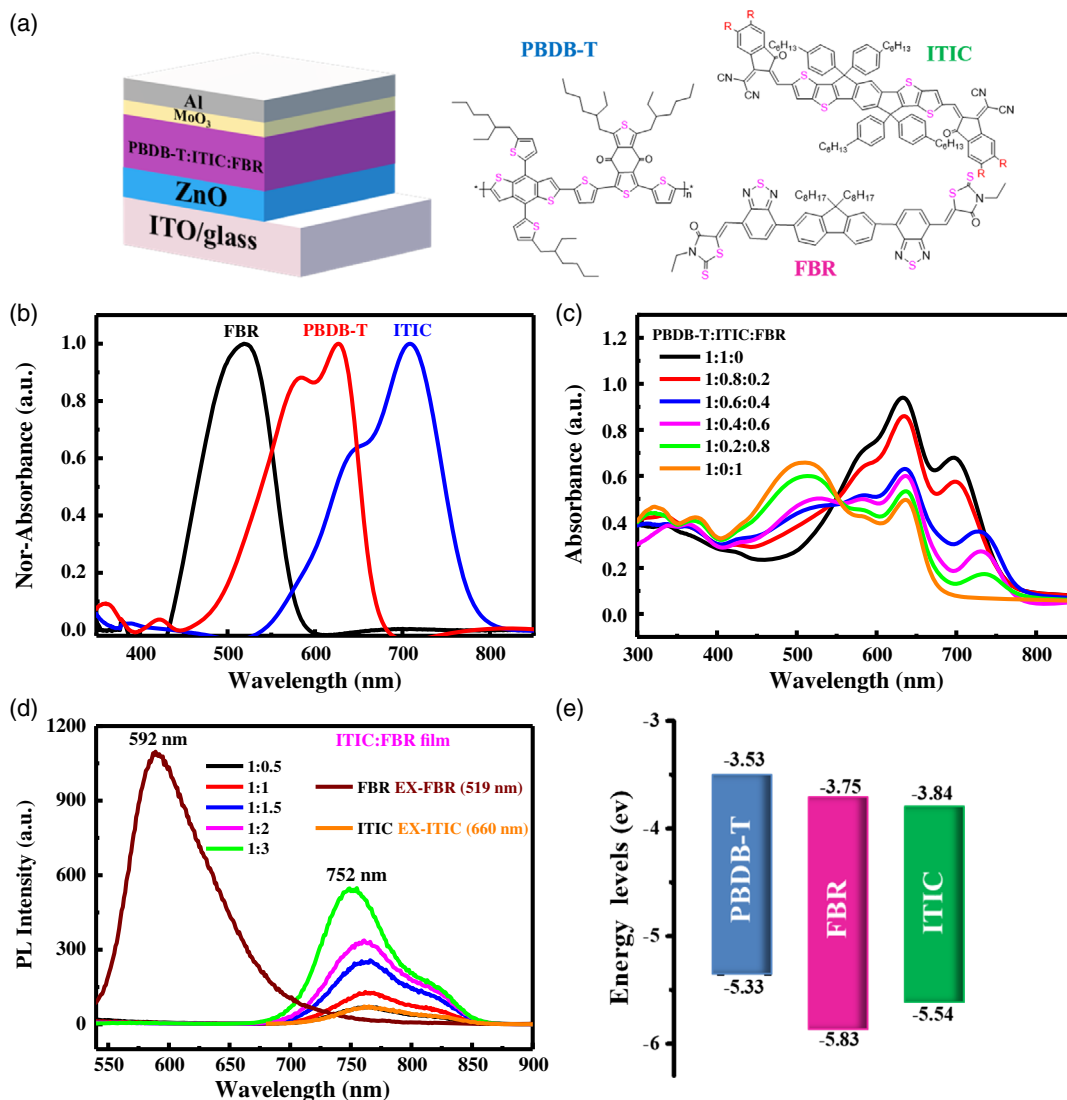 (a)
Al
MoO3
PBDB-T:ITIC:FBR
ZnO
ITO/glass
PBDB-T
S
S
S
S
S
S
S
S
O
O
n
ITIC
R
R
O
CN
CN
C6H13
C6H13
S
S
S
S
C6H13
C6H13
CN
CN
O
R
R
FBR
N
S
N
C8H17
C8H17
S
S
N
O
O
N
S
S
N
S
N
(b)
FBR
PBDB-T
ITIC
Nor-Absorbance (a.u.)
1.0
0.8
0.6
0.4
0.2
0.0
400
500
600
700
800
Wavelength (nm)
(c)
PBDB-T:ITIC:FBR
1:1:0
1:0.8:0.2
1:0.6:0.4
1:0.4:0.6
1:0.2:0.8
1:0:1
Absorbance (a.u.)
1.2
1.0
0.8
0.6
0.4
0.2
0.0
300
400
500
600
700
800
Wavelength (nm)
(d)
592 nm
ITIC:FBR film
1:0.5
1:1
1:1.5
1:2
1:3
FBR EX-FBR (519 nm)
ITIC EX-ITIC (660 nm)
752 nm
PL Intensity (a.u.)
1200
900
600
300
0
550
600
650
700
750
800
850
900
Wavelength (nm)
(e)
Energy levels (ev)
-3
-4
-5
-6
-3.53
PBDB-T
-5.33
-3.75
FBR
-5.83
-3.84
ITIC
-5.54